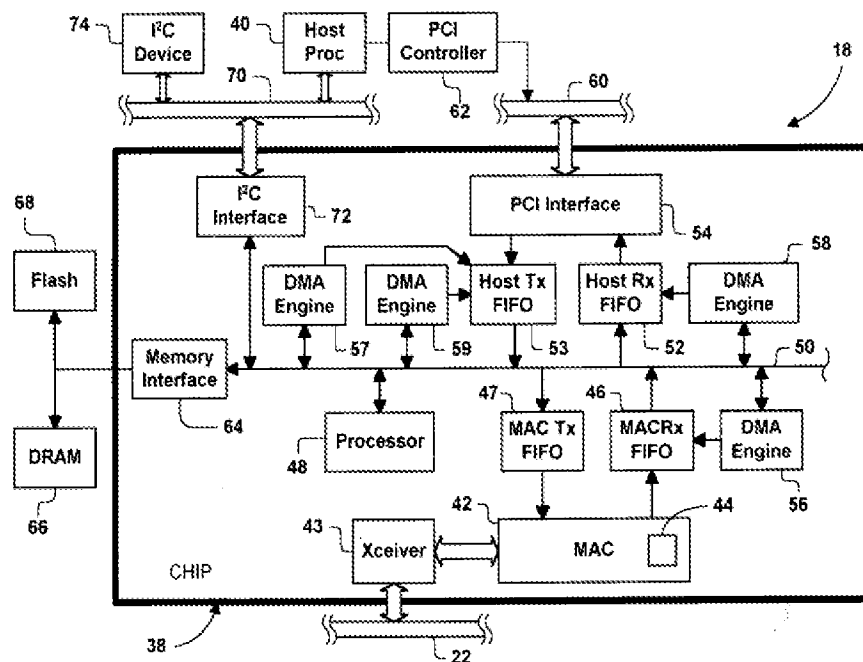 74
I²C
Device
40
Host
Proc
PCI
Controller
62
18
70
60
I²C
Interface
72
PCI Interface
54
68
Flash
58
DMA
Engine
57
DMA
Engine
59
Host Tx
FIFO
53
Host Rx
FIFO
52
DMA
Engine
50
Memory
Interface
64
47
46
DRAM
66
48
Processor
MAC Tx
FIFO
MACRx
FIFO
DMA
Engine
56
42
44
43
Xceiver
MAC
CHIP
38
22